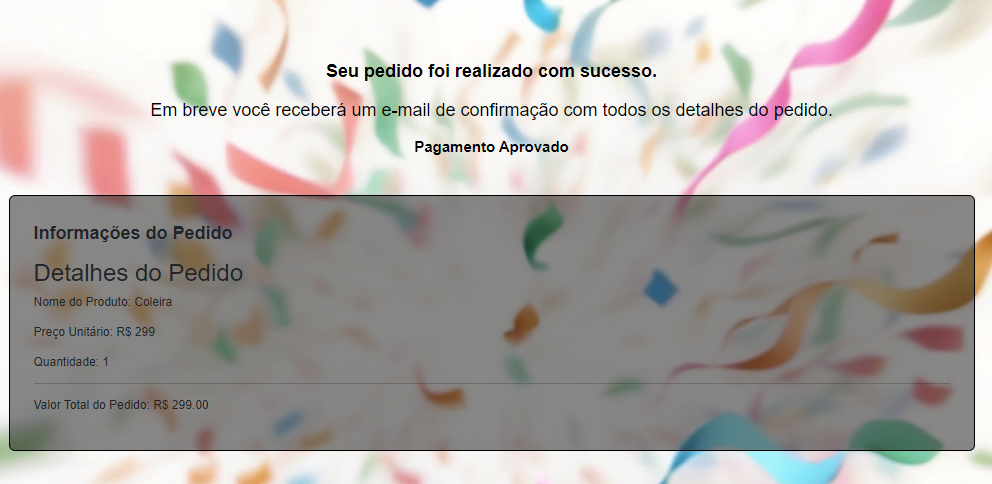 Seu pedido foi realizado com sucesso.
Em breve você receberá um e-mail de confirmação com todos os detalhes do pedido.
Pagamento Aprovado
Informações do Pedido
Detalhes do Pedido
Nome do Produto: Coleira
Preço Unitário: R$ 299
Quantidade: 1
Valor Total do Pedido: R$ 299.00